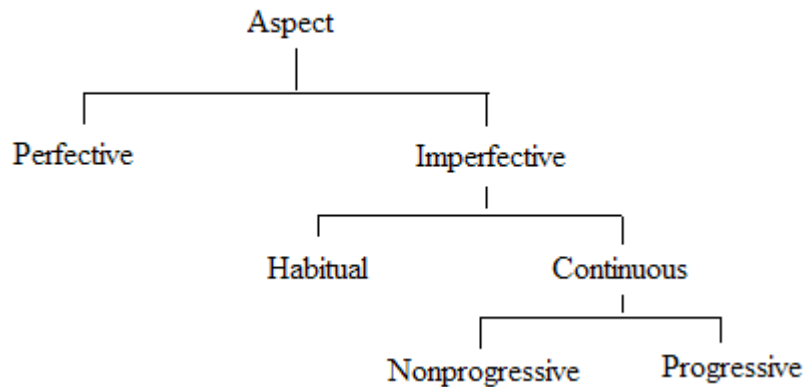 Aspect
Perfective Imperfective
Habitual Continuous
Nonprogressive Progressive